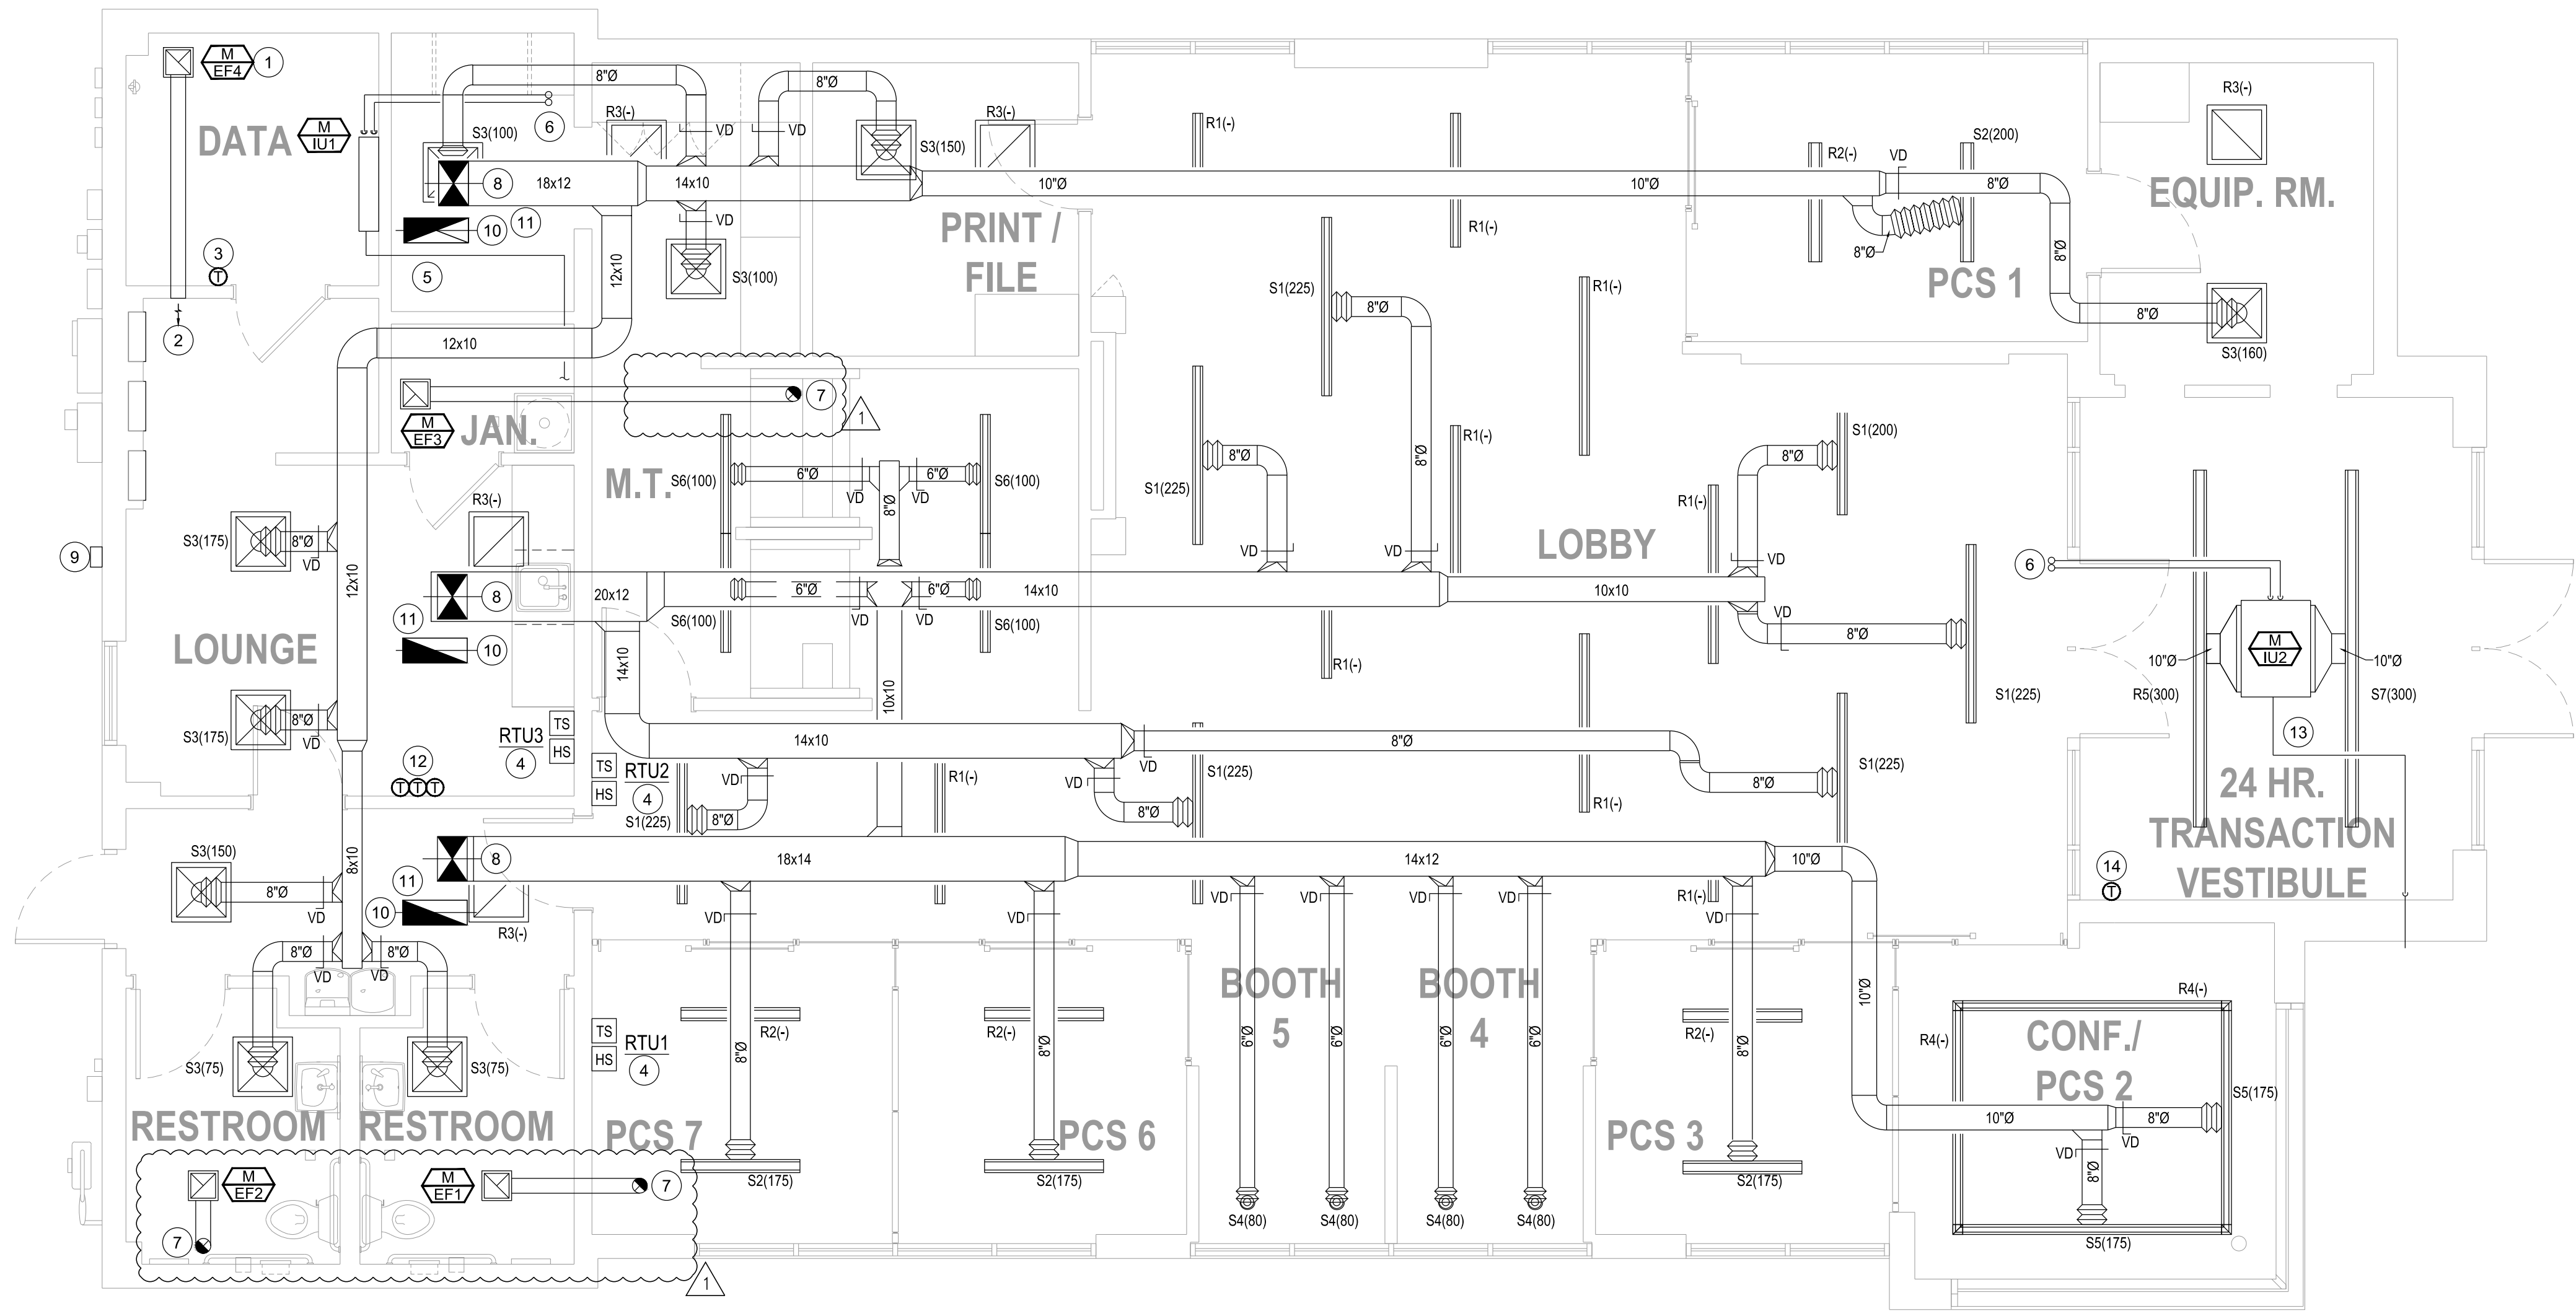 M
EF4
1
8"Ø
8"Ø
R3(-)
R3(-)
R3(-)
DATA
M
IU1
6
S3(100)
VD
VD
S3(150)
R1(-)
R1(-)
R2(-)
S2(200)
VD
8
18x12
14x10
10"Ø
10"Ø
8"Ø
EQUIP. RM.
10
11
VD
PRINT /
FILE
R1(-)
8"Ø
8"Ø
3
T
5
12x10
S3(100)
S1(225)
R1(-)
PCS 1
2
12x10
8"Ø
8"Ø
S3(160)
M
EF3
JAN.
7
1
M.T.
S6(100)
6"Ø
6"Ø
S6(100)
VD
VD
8"Ø
8"Ø
S1(225)
8"Ø
R1(-)
8"Ø
S1(200)
R3(-)
R1(-)
S3(175)
8"Ø
VD
9
12x10
LOBBY
VD
VD
VD
6
8
20x12
6"Ø
6"Ø
14x10
10x10
11
S6(100)
VD
VD
S6(100)
VD
8"Ø
LOUNGE
10
14x10
R1(-)
10"Ø
M
IU2
10"Ø
S3(175)
8"Ø
VD
10x10
S1(225)
R5(300)
S7(300)
RTU3
4
TS
HS
14x10
VD
8"Ø
13
12
TTT
TS
HS
RTU2
4
VD
R1(-)
VD
S1(225)
S1(225)
8"Ø
24 HR.
TRANSACTION
VESTIBULE
S1(225)
8"Ø
8"Ø
R1(-)
S3(150)
8x10
8
18x14
14x12
10"Ø
14
T
8"Ø
VD
11
10
R3(-)
VD
VD
VD
VD
VD
VD
R1(-)
VD
8"Ø
8"Ø
VD
VD
BOOTH
5
BOOTH
4
10"Ø
R4(-)
TS
HS
RTU1
4
R2(-)
R2(-)
R2(-)
R4(-)
CONF./
PCS 2
8"Ø
8"Ø
6"Ø
6"Ø
6"Ø
6"Ø
8"Ø
S3(75)
S3(75)
RESTROOM
RESTROOM
PCS 7
PCS 6
PCS 3
10"Ø
8"Ø
S5(175)
VD
VD
8"Ø
M
EF2
M
EF1
7
S2(175)
S2(175)
S2(175)
7
S4(80)
S4(80)
S4(80)
S4(80)
S5(175)
1